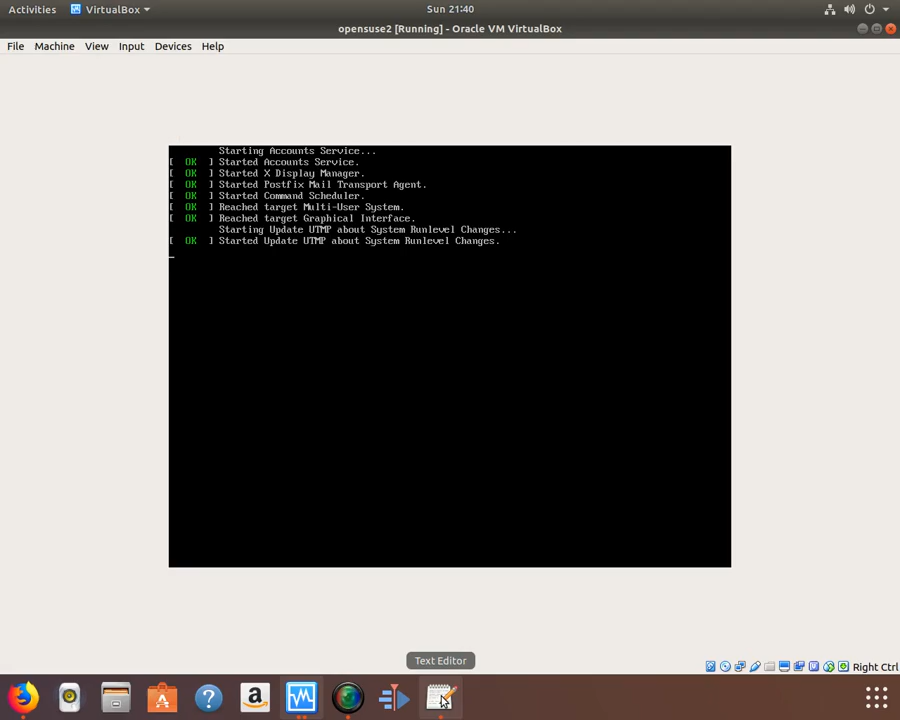 Activities VirtualBox Sun 21:40
opensuse2 [Running] - Oracle VM VirtualBox
File Machine View Input Devices Help
Starting Accounts Service...
[ OK ] Started Accounts Service.
[ OK ] Started X Display Manager.
[ OK ] Started Postfix Mail Transport Agent.
[ OK ] Started Command Scheduler.
[ OK ] Reached target Multi-User System.
[ OK ] Reached target Graphical Interface.
Starting Update UTMP about System Runlevel Changes...
[ OK ] Started Update UTMP about System Runlevel Changes.
_
Text Editor
Right Ctrl